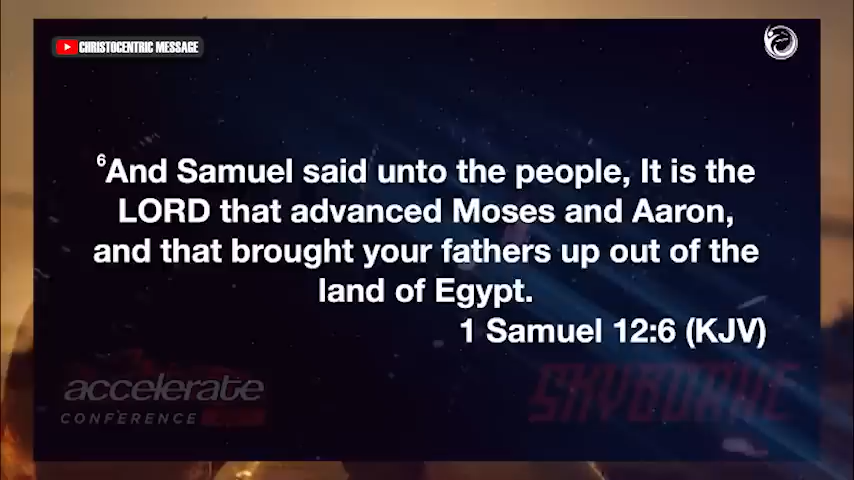 CHRISTOCENTRIC MESSAGE
6And Samuel said unto the people, It is the
LORD that advanced Moses and Aaron,
and that brought your fathers up out of the
land of Egypt.
1 Samuel 12:6 (KJV)
accelerate
CONFERENCE
SKYBORNE